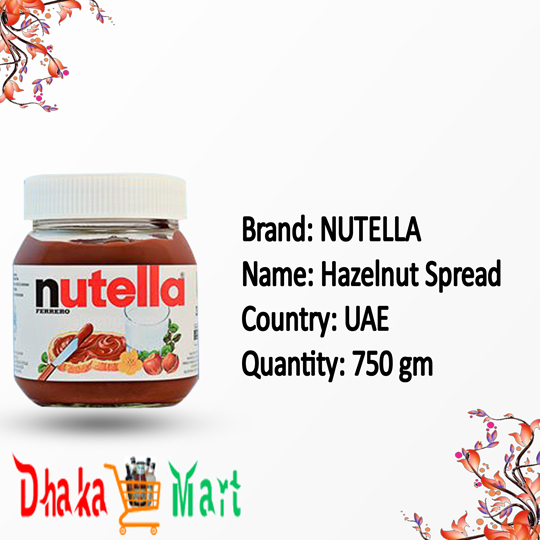 Brand: NUTELLA
Name: Hazelnut Spread
Country: UAE
Quantity: 750 gm
nutella
FERRERO
Dhaka Mart